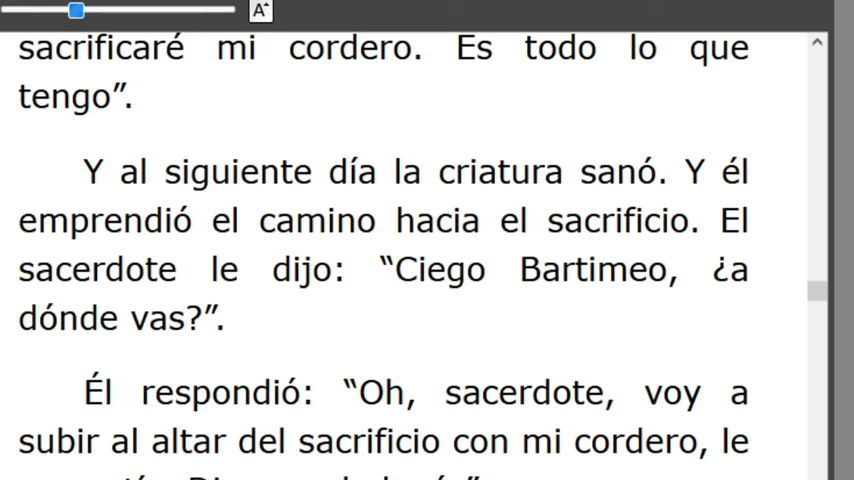 A
sacrificaré mi cordero. Es todo lo que
tengo”.
Y al siguiente día la criatura sanó. Y él
emprendió el camino hacia el sacrificio. El
sacerdote le dijo: “Ciego Bartimeo, ¿a
dónde vas?”.
Él respondió: “Oh, sacerdote, voy a
subir al altar del sacrificio con mi cordero, le